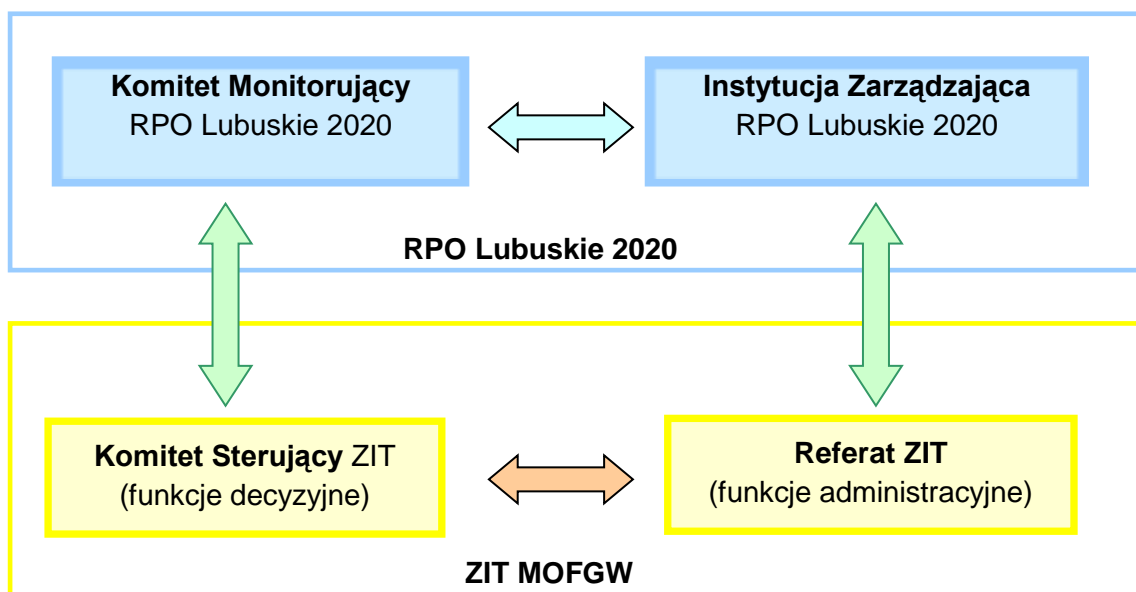 Komitet Monitorujący
RPO Lubuskie 2020
Instytucja Zarządzająca
RPO Lubuskie 2020
RPO Lubuskie 2020
Komitet Sterujący ZIT
(funkcje decyzyjne)
Referat ZIT
(funkcje administracyjne)
ZIT MOFGW